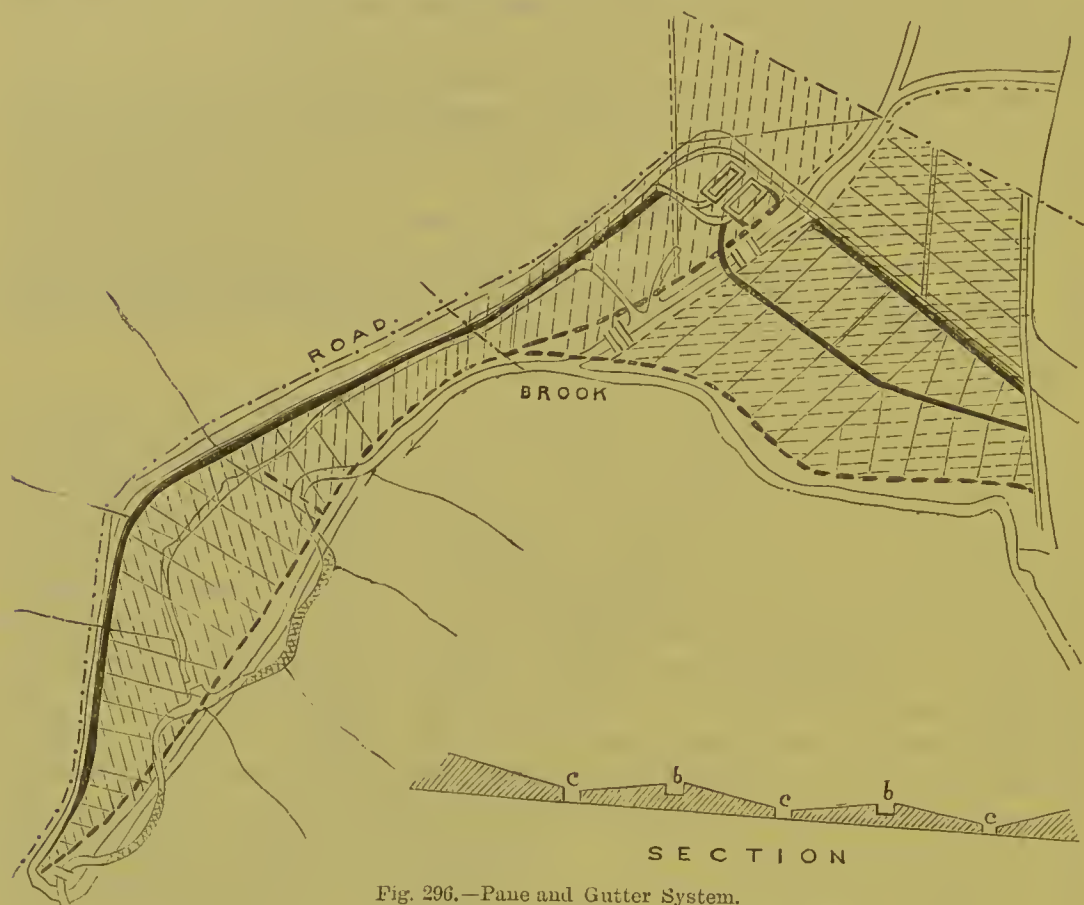 ROAD.
BROOK
c b c b c
SECTION
Fig. 296.—Pane and Gutter System.